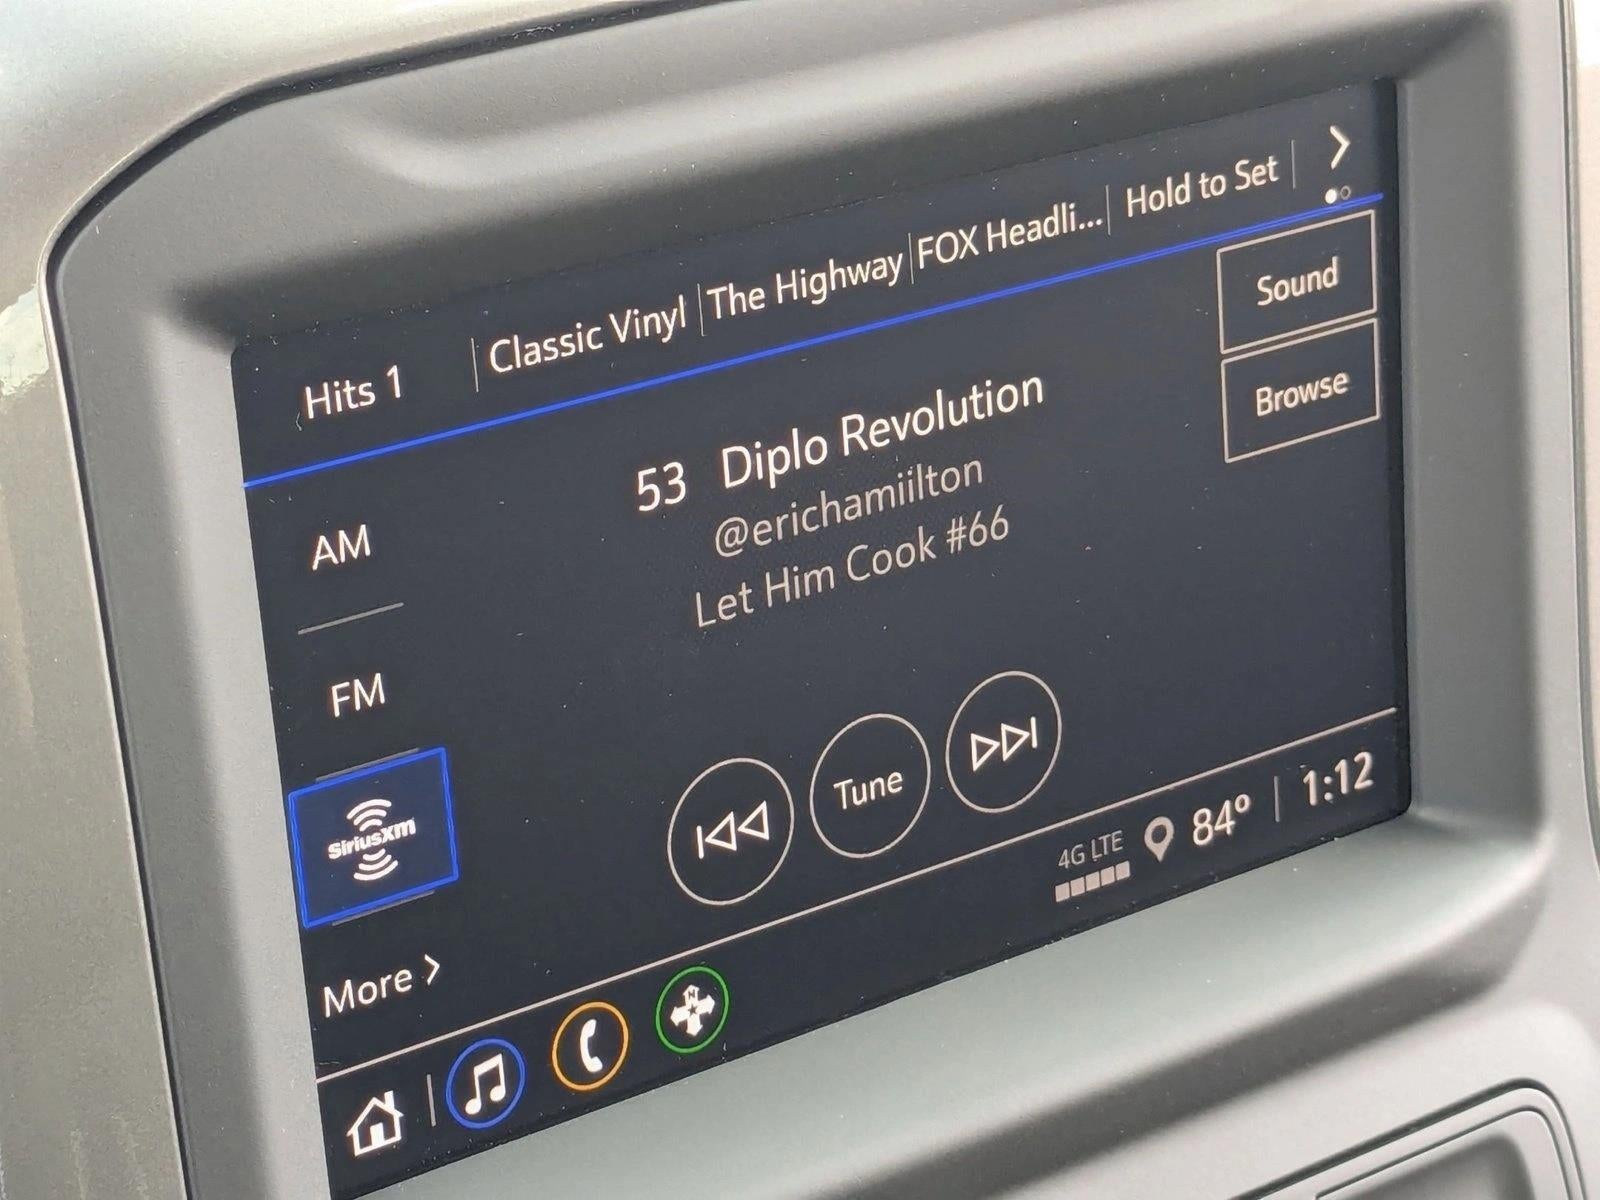 Hits 1 | Classic Vinyl | The Highway | FOX Headli... | Hold to Set
Sound
Browse
53 Diplo Revolution
@erichamiilton
Let Him Cook #66
AM
FM
SiriusXM
More >
Tune
4G LTE 84° 1:12
N